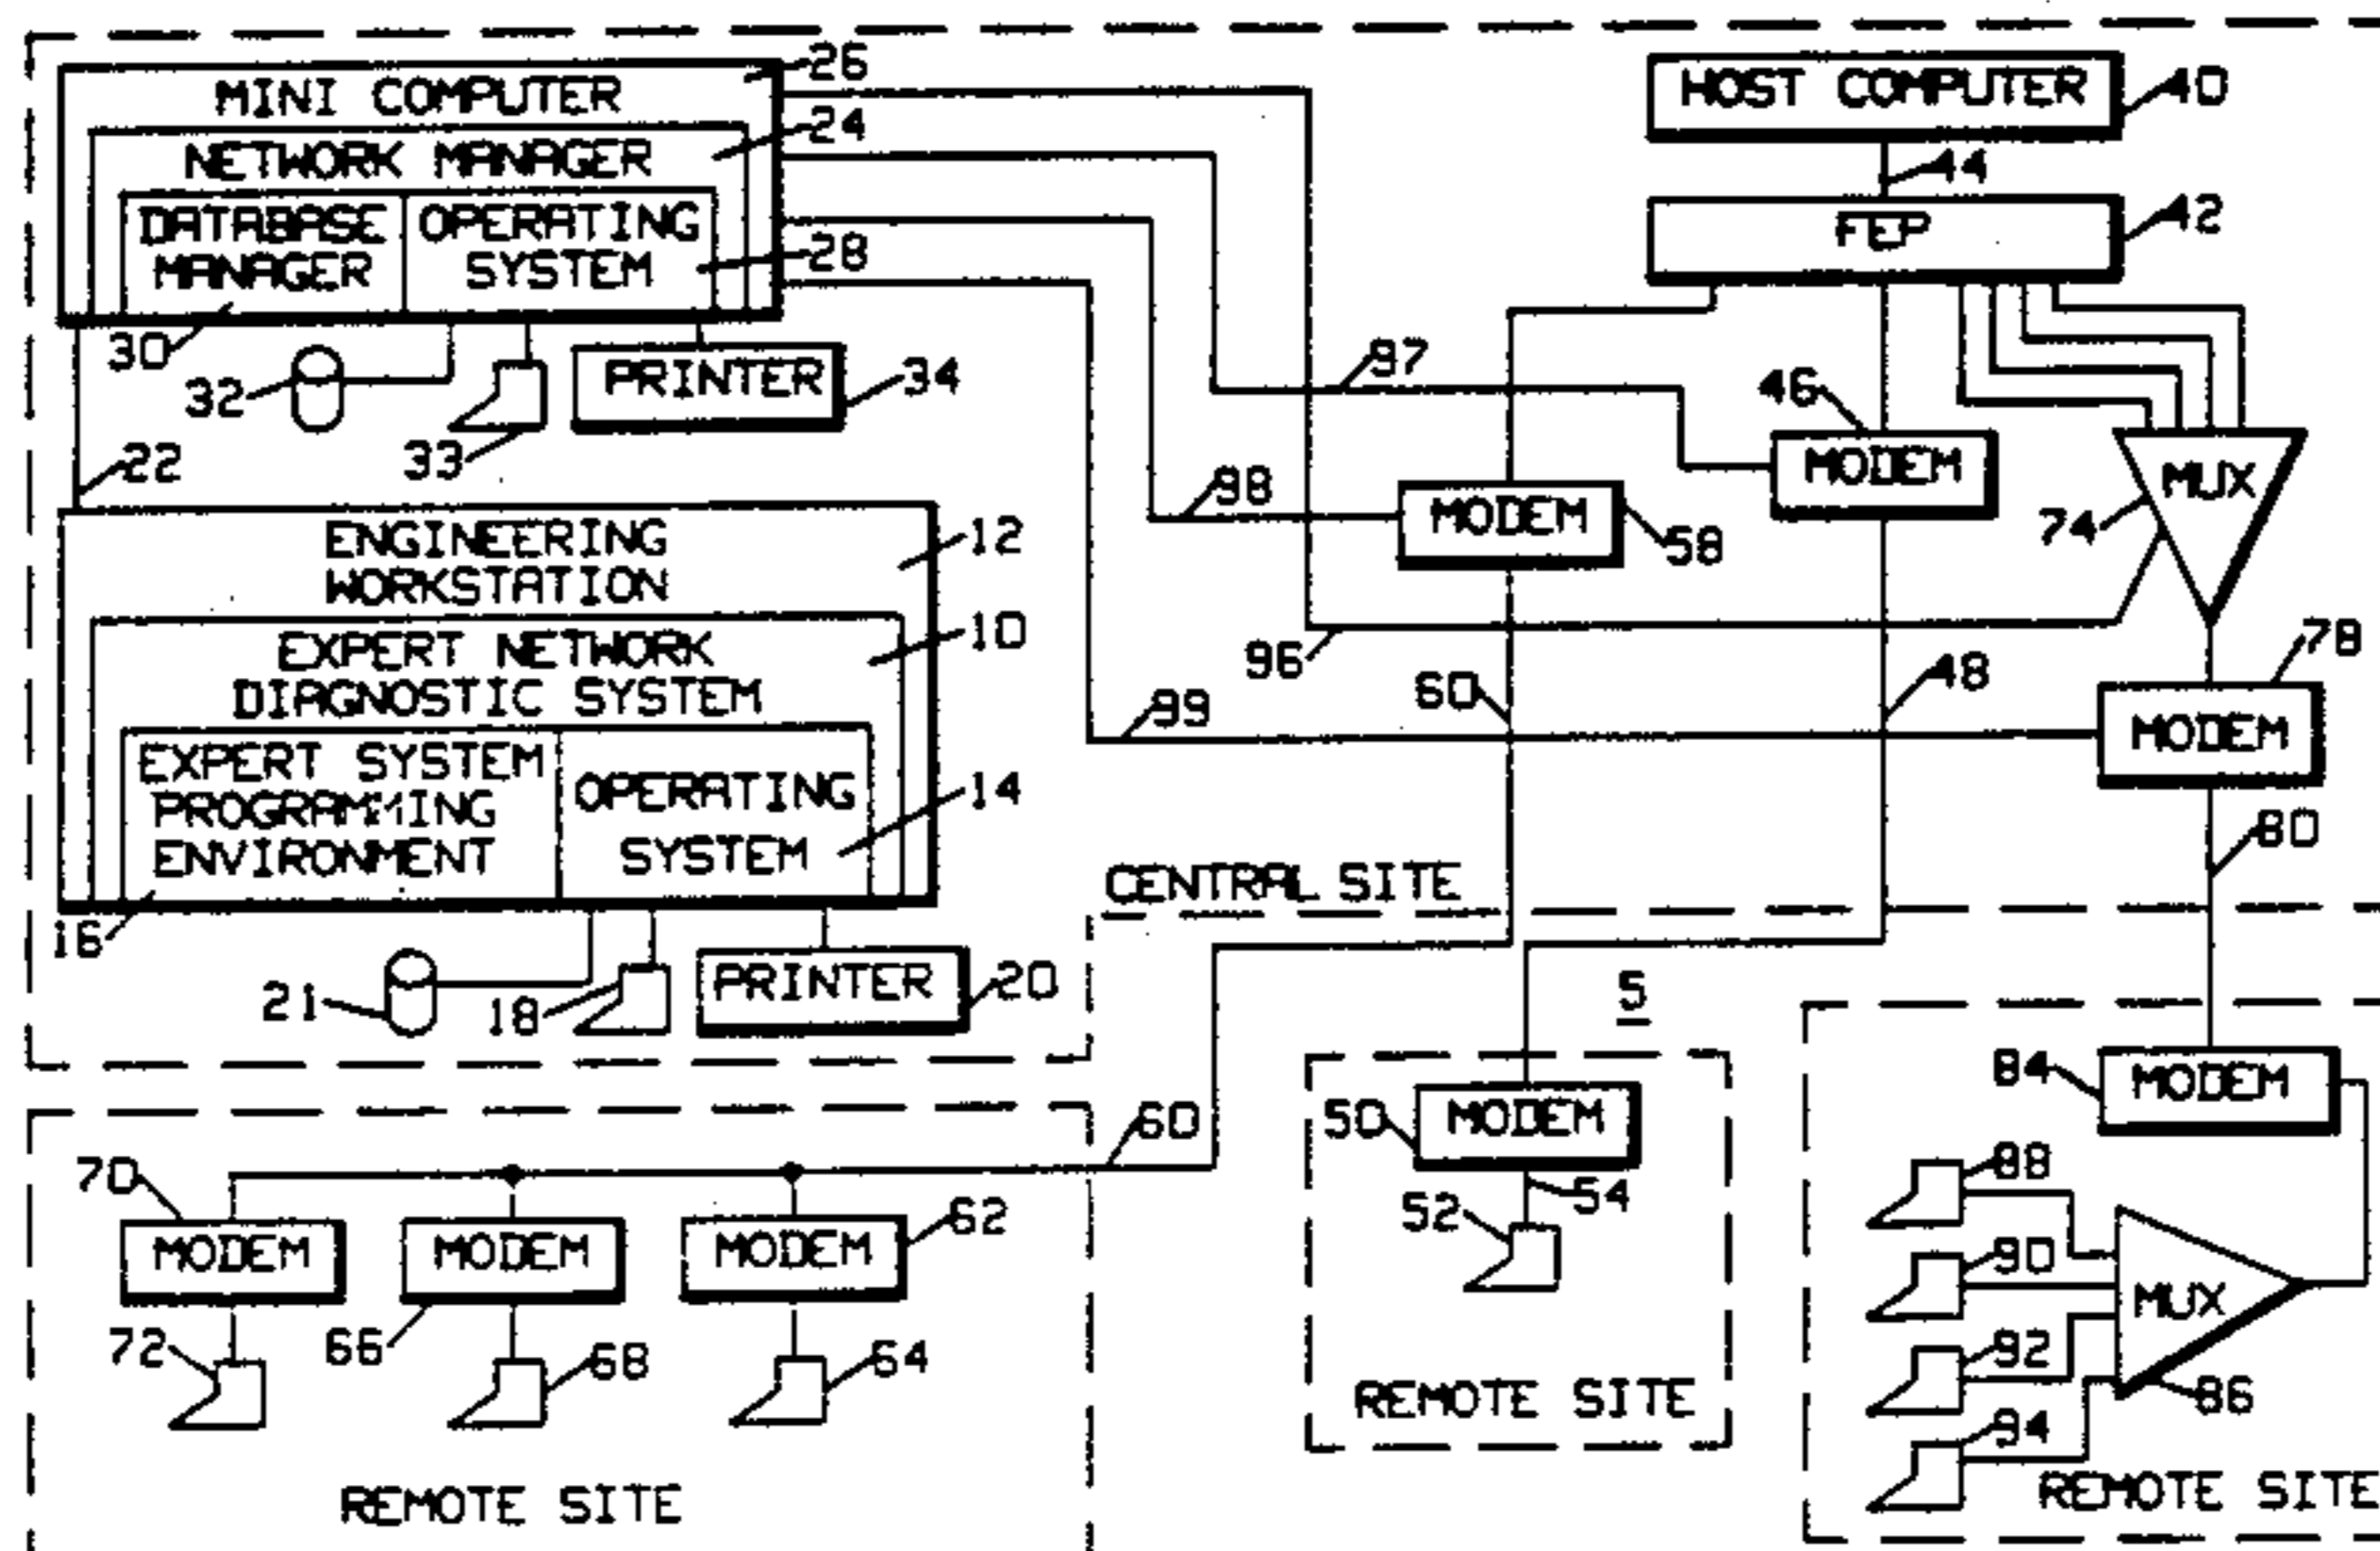 MINI COMPUTER
26
NETWORK MANAGER
24
DATABASE
MANAGER
OPERATING
SYSTEM
28
30
32
33
PRINTER
34
22
HOST COMPUTER
40
44
FEP
42
97
46
MODEM
MUX
74
98
MODEM
58
96
60
48
78
MODEM
99
80
ENGINEERING
WORKSTATION
12
EXPERT NETWORK
DIAGNOSTIC SYSTEM
10
EXPERT SYSTEM
PROGRAMMING
ENVIRONMENT
OPERATING
SYSTEM
14
16
21
18
PRINTER
20
CENTRAL SITE
5
60
70
MODEM
MODEM
MODEM
62
72
66
68
64
REMOTE SITE
50
MODEM
54
52
REMOTE SITE
84
MODEM
88
90
92
94
MUX
86
REMOTE SITE